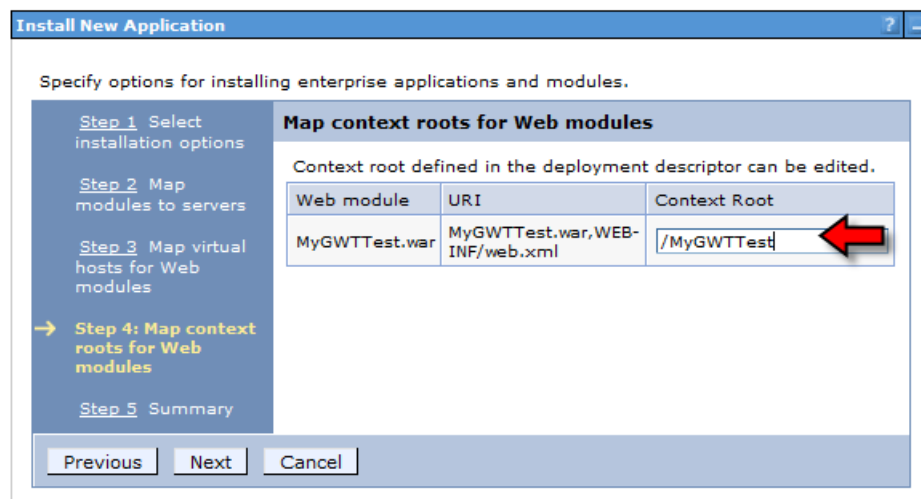 Install New Application
?
Specify options for installing enterprise applications and modules.
Step 1 Select
installation options
Step 2 Map
modules to servers
Step 3 Map virtual
hosts for Web
modules
Step 4: Map context
roots for Web
modules
Step 5 Summary
Map context roots for Web modules
Context root defined in the deployment descriptor can be edited.
Web module URI Context Root
MyGWTTest.war MyGWTTest.war,WEB-
INF/web.xml /MyGWTTest
Previous Next Cancel